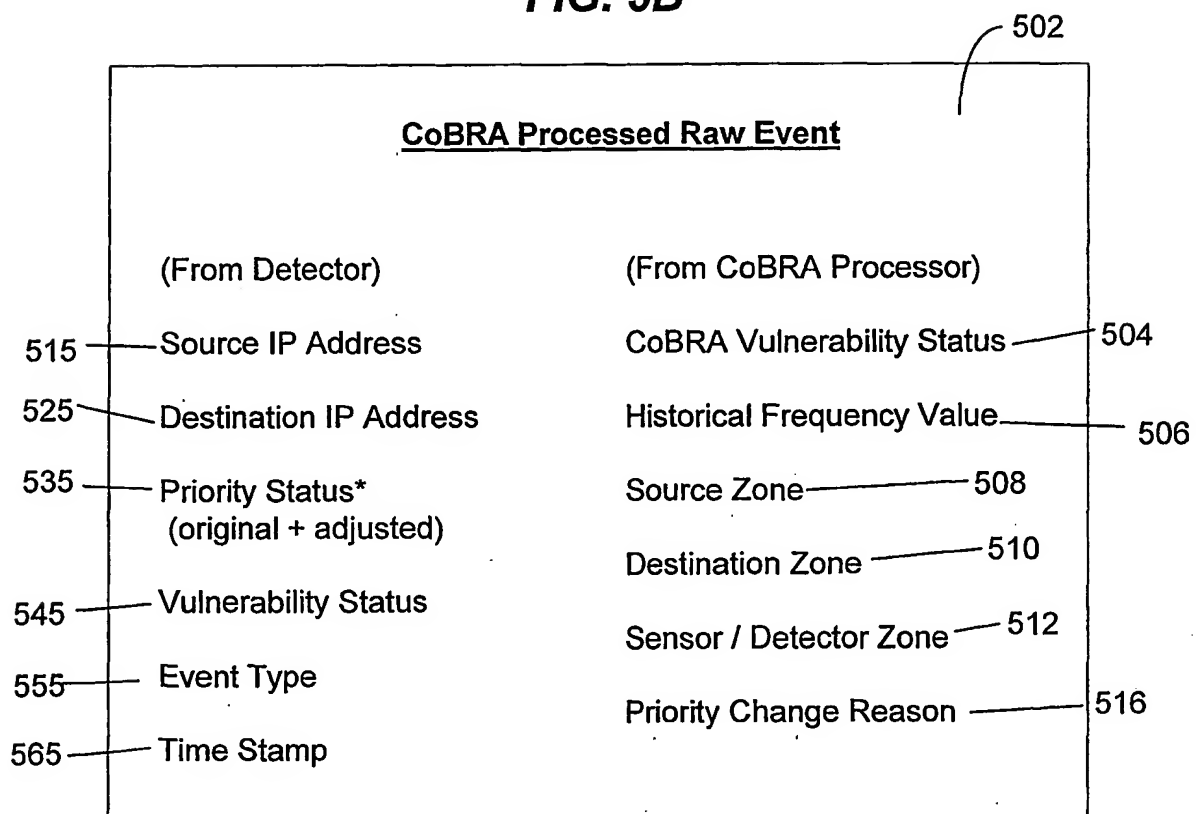 FIG. 5B
502
CoBRA Processed Raw Event
(From Detector)
515 Source IP Address
525 Destination IP Address
535 Priority Status*
(original + adjusted)
545 Vulnerability Status
555 Event Type
565 Time Stamp
(From CoBRA Processor)
CoBRA Vulnerability Status 504
Historical Frequency Value 506
Source Zone 508
Destination Zone 510
Sensor / Detector Zone 512
Priority Change Reason 516